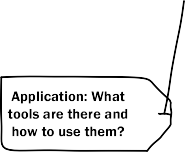 Application: What
tools are there and
how to use them?